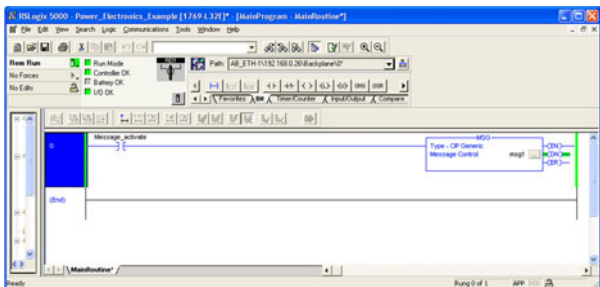 RSLogix 5000 - Power_Electronics_Example [1769-L32E]* - [MainProgram - MainRoutine*]
File Edit View Search Logic Communications Tools Window Help
Rem Run
Run Mode
REM
Path: AB_ETH-1\192.168.0.26\Backplane\0*
No Forces
Controller OK
Battery OK
No Edits
I/O OK
Favorites Bit Timer/Counter Input/Output Compare
Message_activate
MSG
0
Type - CIP Generic
EN
Message Control msg1
DN
ER
(End)
MainRoutine*
Ready
Rung 0 of 1 APP